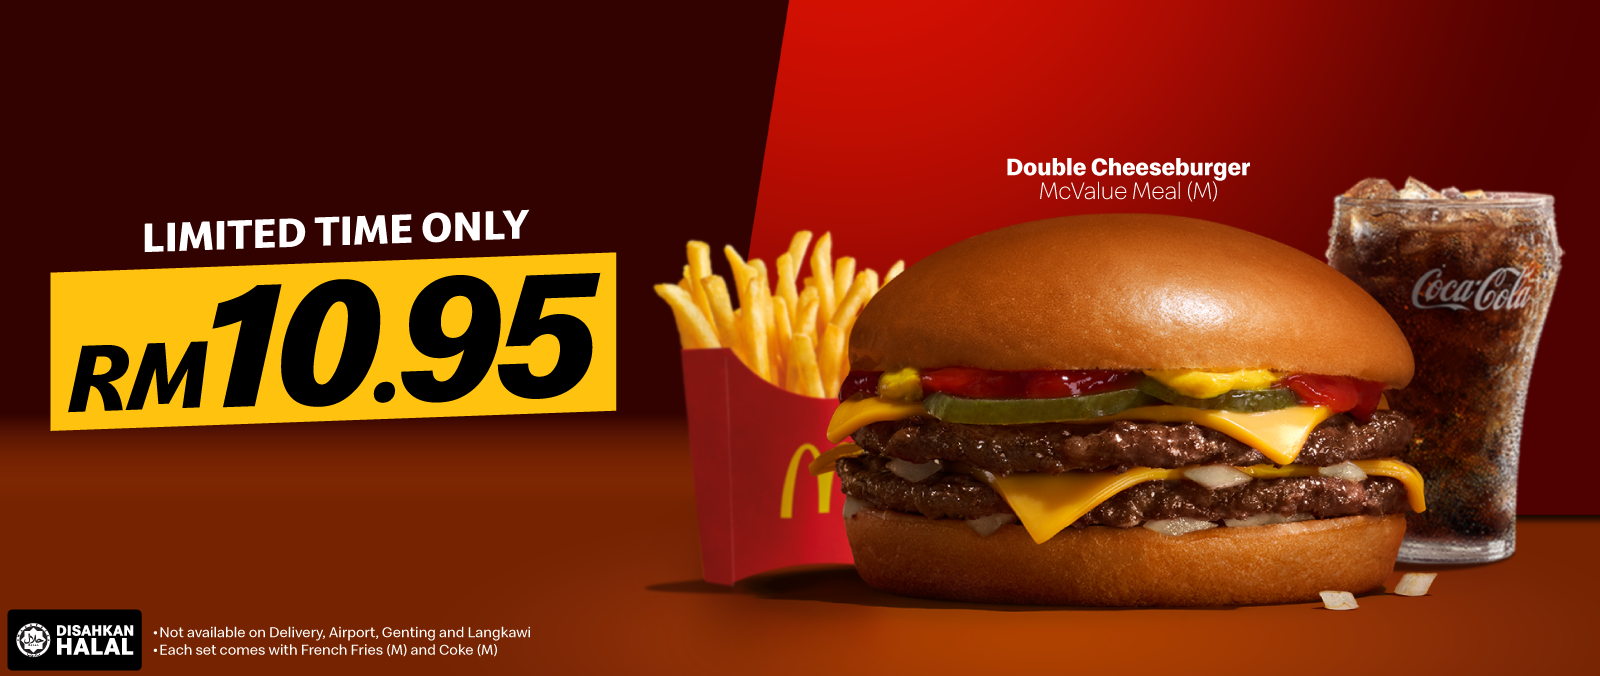 LIMITED TIME ONLY
RM10.95
Double Cheeseburger
McValue Meal (M)
Coca-Cola
DISAHKAN
HALAL
•Not available on Delivery, Airport, Genting and Langkawi
•Each set comes with French Fries (M) and Coke (M)